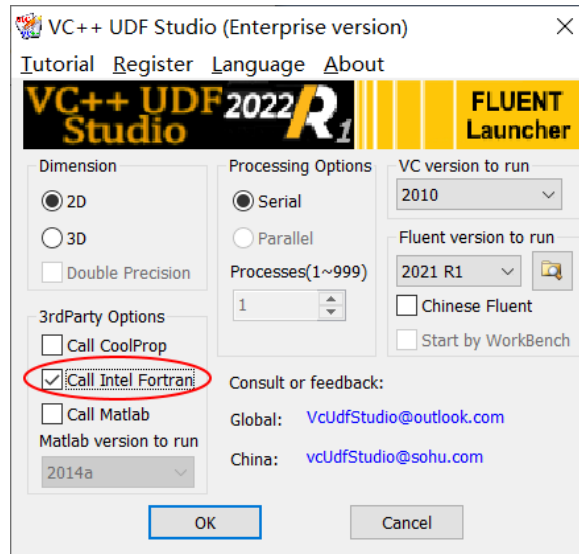 VC++ UDF Studio (Enterprise version)
Tutorial Register Language About
VC++ UDF Studio 2022 R1 FLUENT Launcher
Dimension
2D
3D
Double Precision
3rdParty Options
Call CoolProp
Call Intel Fortran
Call Matlab
Matlab version to run
2014a
Processing Options
Serial
Parallel
Processes(1~999)
1
VC version to run
2010
Fluent version to run
2021 R1
Chinese Fluent
Start by WorkBench
Consult or feedback:
Global: VcUdfStudio@outlook.com
China: vcUdfStudio@sohu.com
OK Cancel